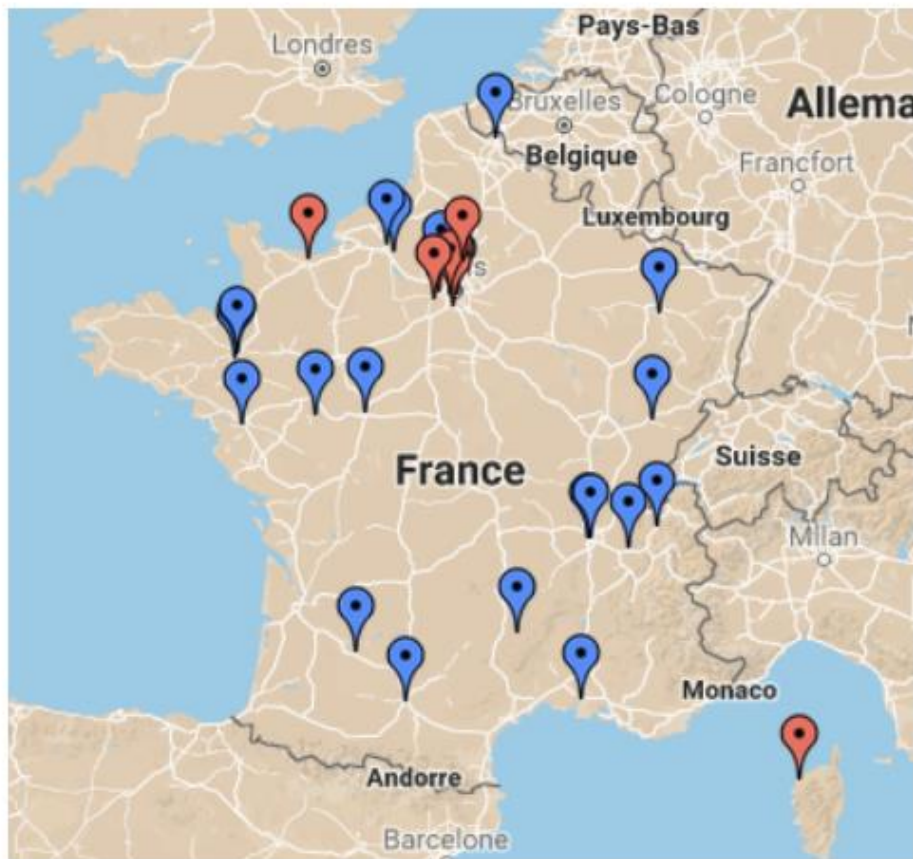 Pays-Bas
Londres
Bruxelles
Cologne
Allema
Belgique
Francfort
Luxembourg
s
France
Suisse
Milan
Monaco
Andorre
Barcelone